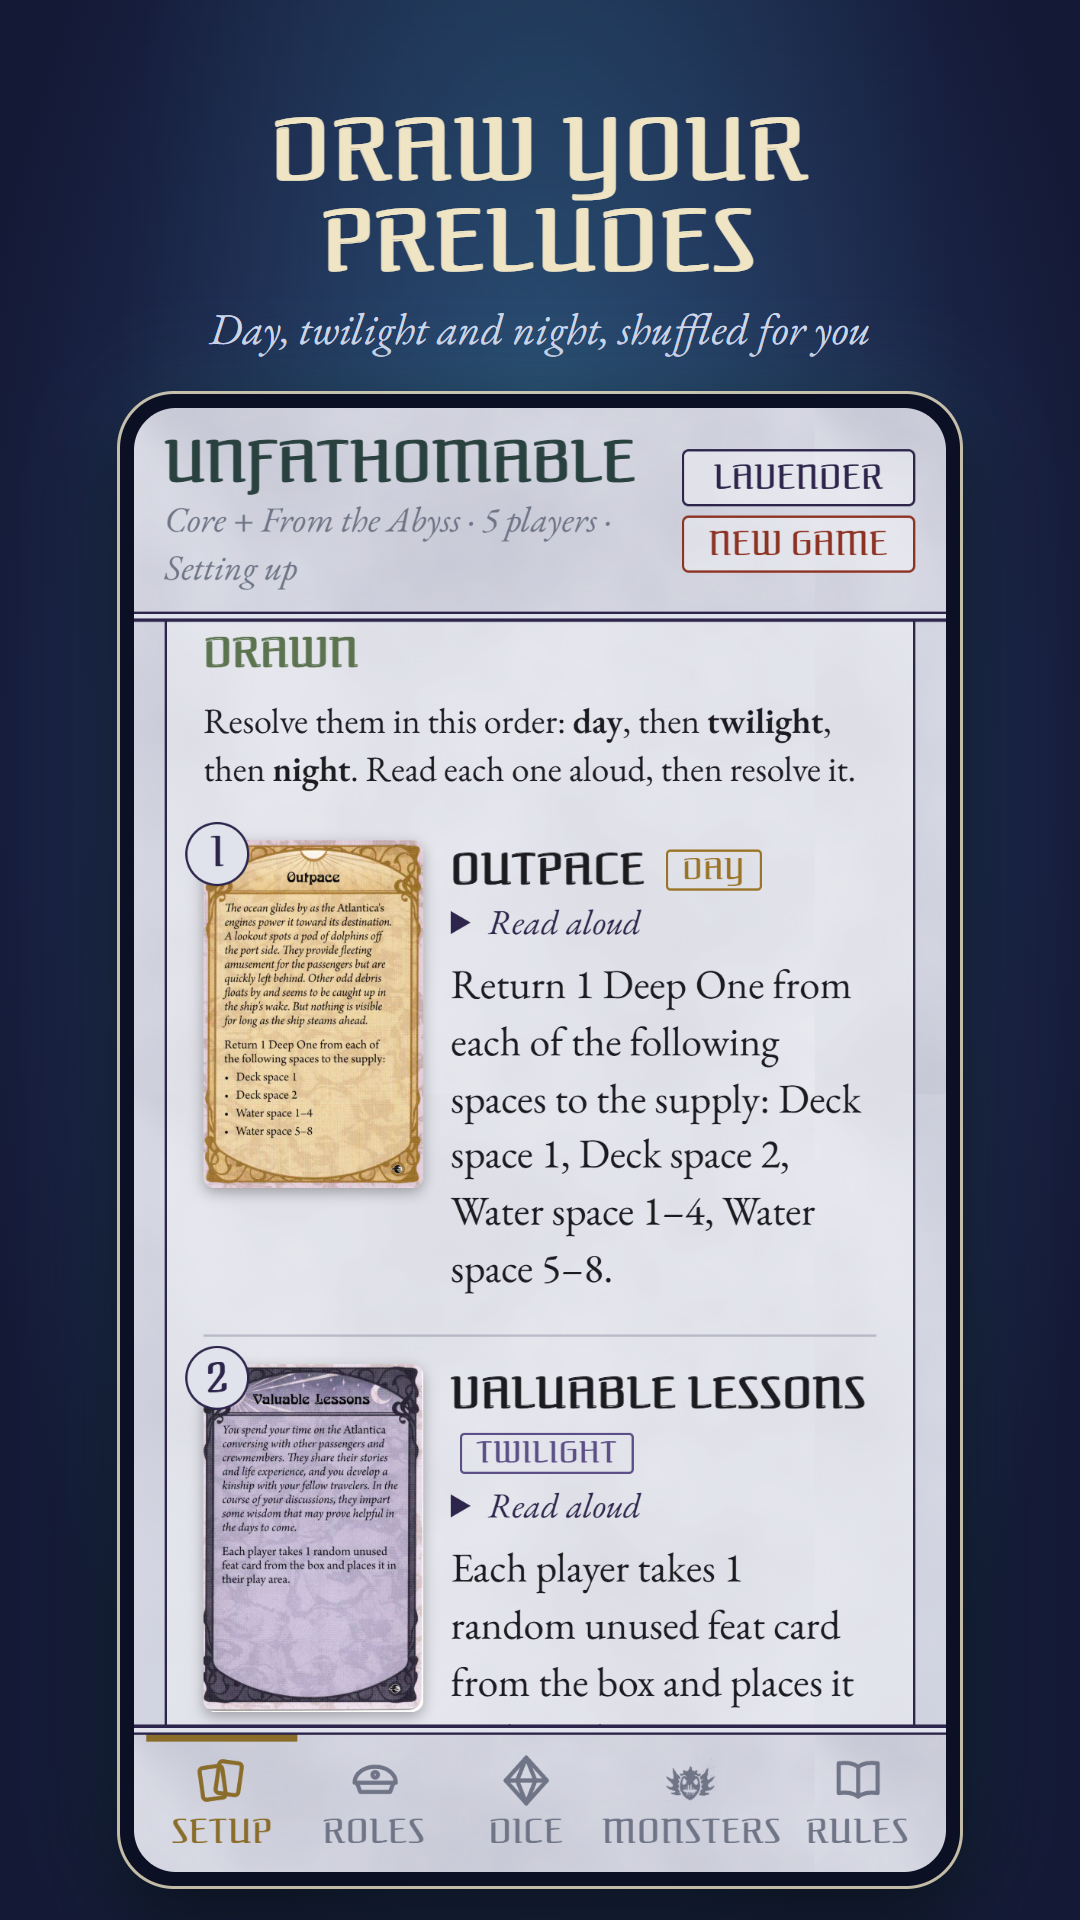 DRAW YOUR
PRELUDES
Day, twilight and night, shuffled for you
UNFATHOMABLE
Core + From the Abyss · 5 players ·
Setting up
LAVENDER
NEW GAME
DRAWN
Resolve them in this order: day, then twilight,
then night. Read each one aloud, then resolve it.
1
Outpace
The ocean glides by as the Atlantica's
engines power it toward its destination.
A lookout spots a pod of dolphins off
the port side. They provide fleeting
amusement for the passengers but are
quickly left behind. Other odd debris
floats by and seems to be caught up in
the ship's wake. But nothing is visible
for long as the ship steams ahead.
Return 1 Deep One from each of
the following spaces to the supply:
• Deck space 1
• Deck space 2
• Water space 1–4
• Water space 5–8
OUTPACE DAY
Read aloud
Return 1 Deep One from
each of the following
spaces to the supply: Deck
space 1, Deck space 2,
Water space 1–4, Water
space 5–8.
2
Valuable Lessons
You spend your time on the Atlantica
conversing with other passengers and
crewmembers. They share their stories
and life experience, and you develop a
kinship with your fellow travelers. In the
course of your discussions, they impart
some wisdom that may prove helpful in
the days to come.
Each player takes 1 random unused
feat card from the box and places it in
their play area.
VALUABLE LESSONS
TWILIGHT
Read aloud
Each player takes 1
random unused feat card
from the box and places it
SETUP
ROLES
DICE
MONSTERS
RULES